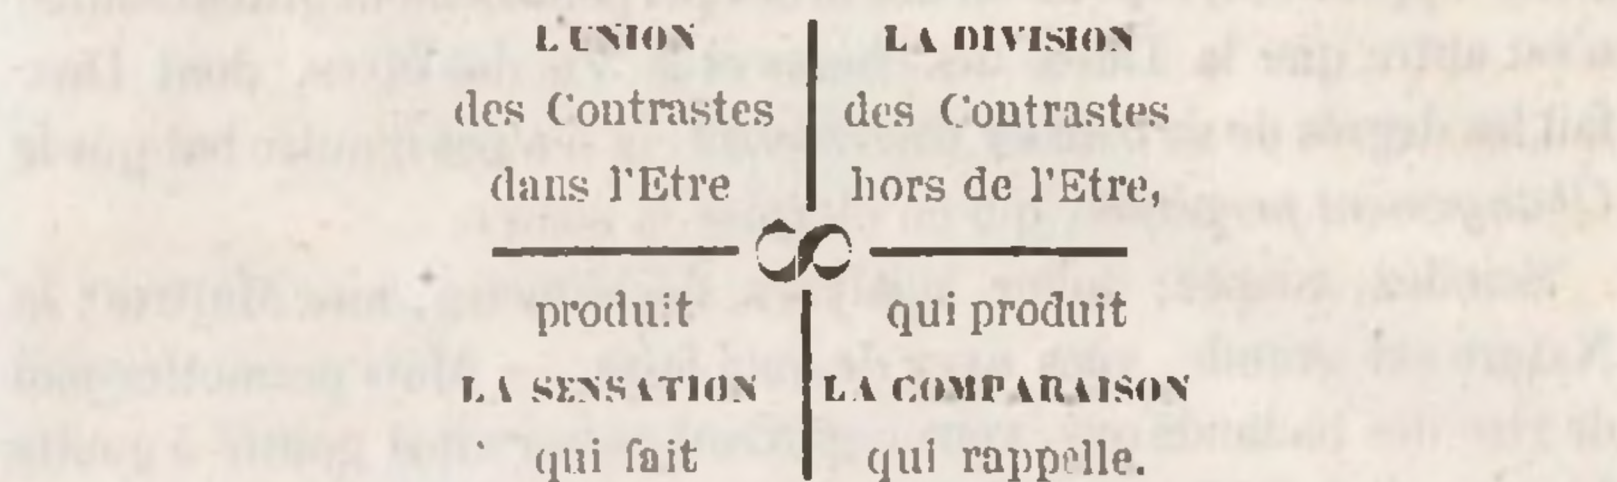 L'UNION
des Contrastes
dans l'Etre
LA DIVISION
des Contrastes
hors de l'Etre,
produit
LA SENSATION
qui fait
qui produit
LA COMPARAISON
qui rappelle.